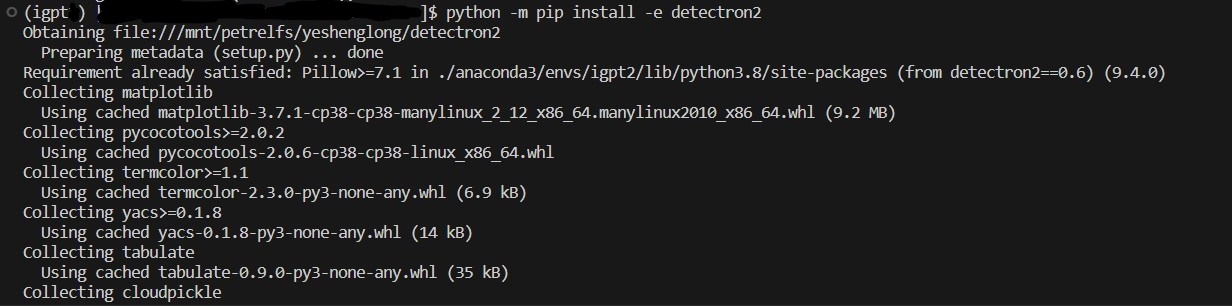 (igpt ) ]$ python -m pip install -e detectron2
Obtaining file:///mnt/petrelfs/yeshenglong/detectron2
Preparing metadata (setup.py) ... done
Requirement already satisfied: Pillow>=7.1 in ./anaconda3/envs/igpt2/lib/python3.8/site-packages (from detectron2==0.6) (9.4.0)
Collecting matplotlib
Using cached matplotlib-3.7.1-cp38-cp38-manylinux_2_12_x86_64.manylinux2010_x86_64.whl (9.2 MB)
Collecting pycocotools>=2.0.2
Using cached pycocotools-2.0.6-cp38-cp38-linux_x86_64.whl
Collecting termcolor>=1.1
Using cached termcolor-2.3.0-py3-none-any.whl (6.9 kB)
Collecting yacs>=0.1.8
Using cached yacs-0.1.8-py3-none-any.whl (14 kB)
Collecting tabulate
Using cached tabulate-0.9.0-py3-none-any.whl (35 kB)
Collecting cloudpickle